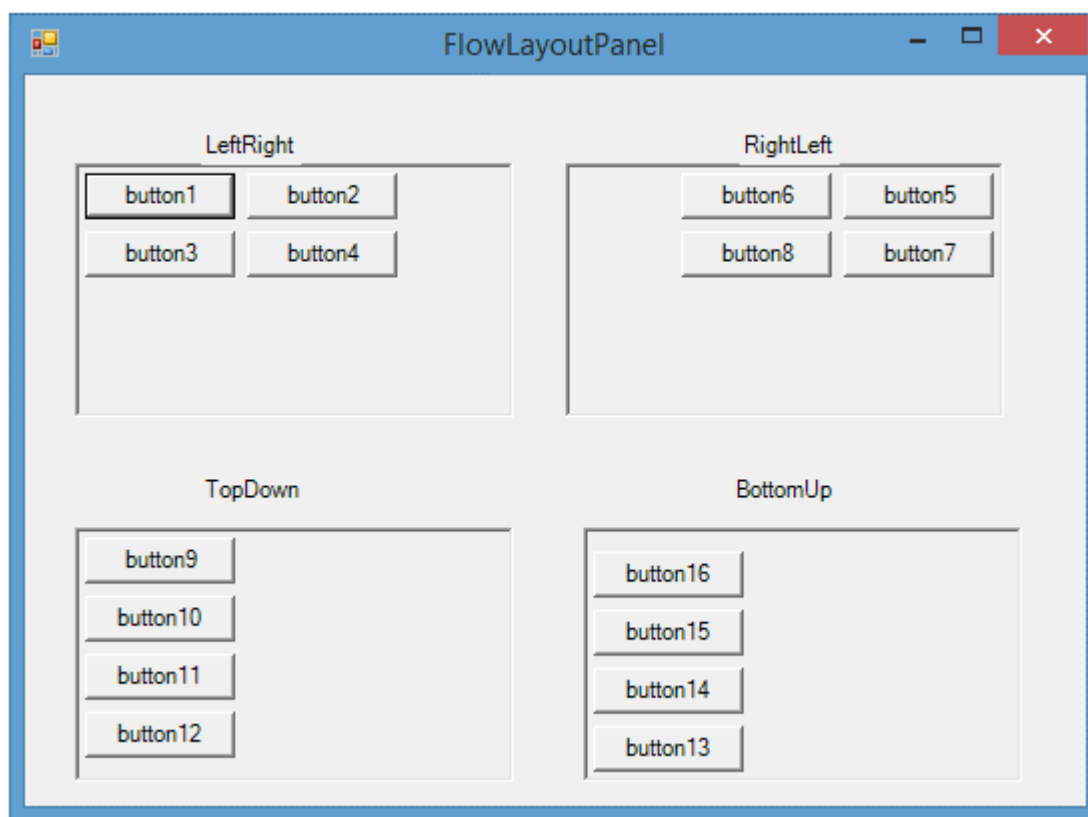 FlowLayoutPanel
LeftRight
button1 button2
button3 button4
RightLeft
button6 button5
button8 button7
TopDown
button9
button10
button11
button12
BottomUp
button16
button15
button14
button13